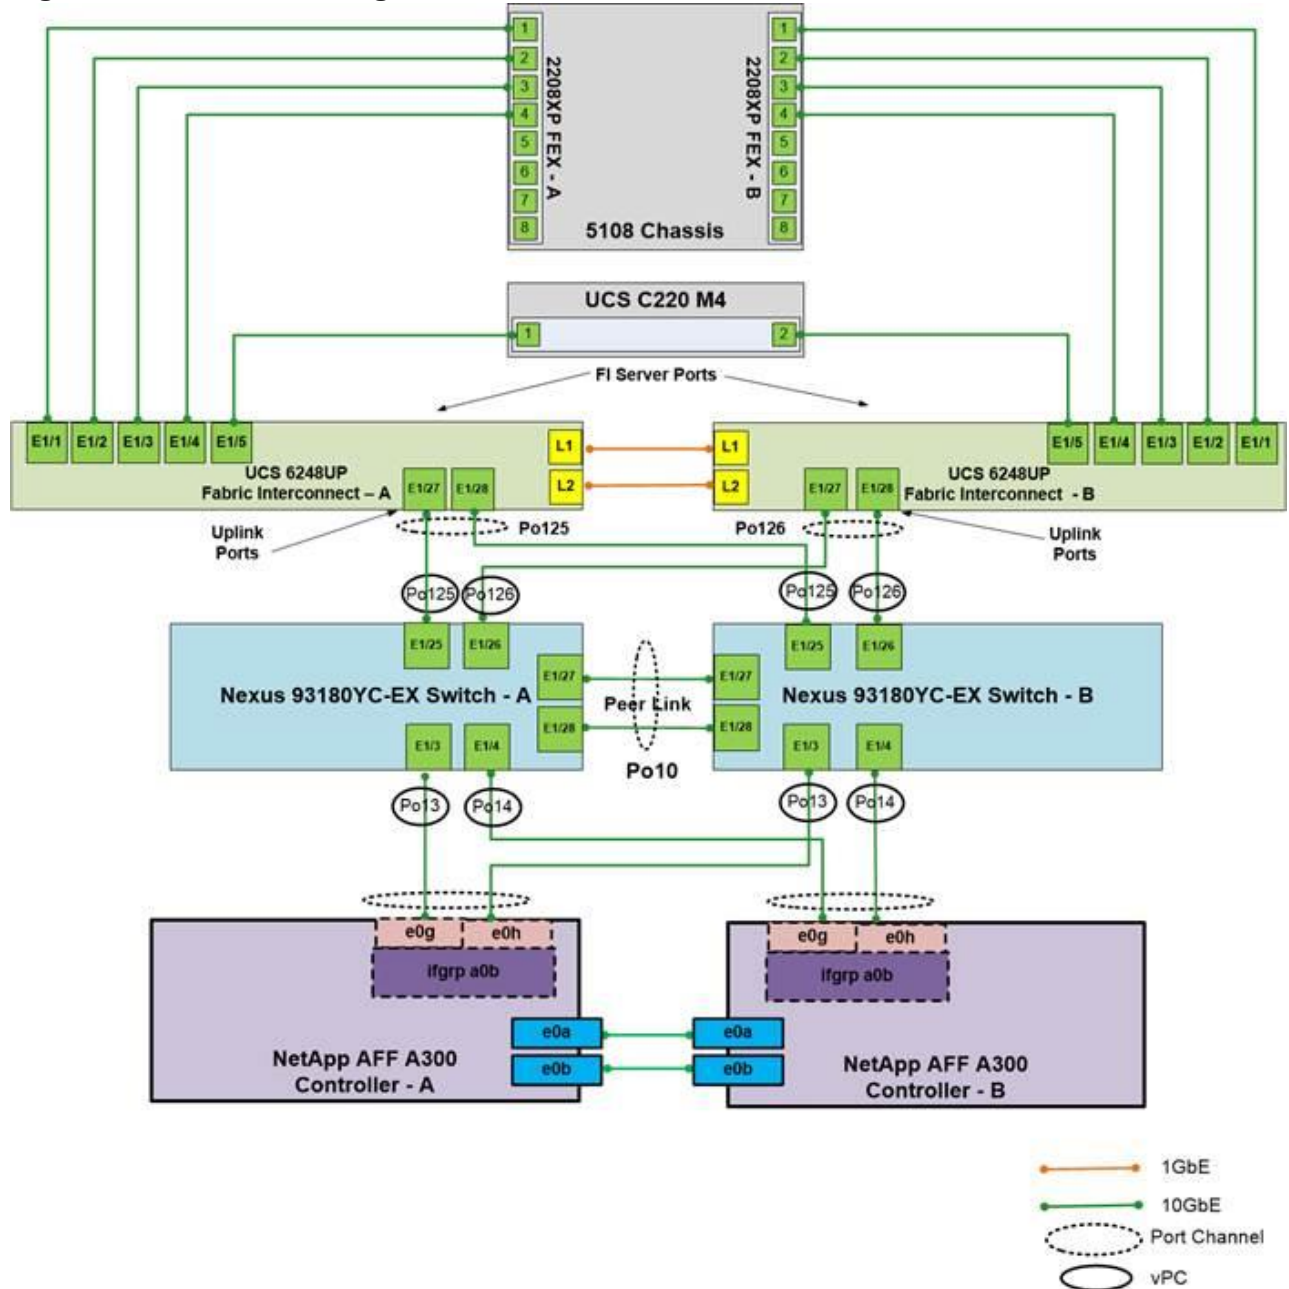 1
2
3
4
5
6
7
8
2208XP FEX - A
2208XP FEX - B
1
2
3
4
5
6
7
8
5108 Chassis
UCS C220 M4
1
2
FI Server Ports
E1/1
E1/2
E1/3
E1/4
E1/5
L1
L2
UCS 6248UP
Fabric Interconnect – A
E1/27
E1/28
L1
L2
E1/5
E1/4
E1/3
E1/2
E1/1
UCS 6248UP
Fabric Interconnect - B
E1/27
E1/28
Uplink
Ports
Po125
Po126
Uplink
Ports
Po125
Po126
Po125
Po126
E1/25
E1/26
E1/27
E1/28
Nexus 93180YC-EX Switch - A
E1/3
E1/4
Peer Link
Po10
E1/25
E1/26
E1/27
E1/28
Nexus 93180YC-EX Switch - B
E1/3
E1/4
Po13
Po14
Po13
Po14
e0g
e0h
ifgrp a0b
e0a
e0b
NetApp AFF A300
Controller - A
e0g
e0h
ifgrp a0b
e0a
e0b
NetApp AFF A300
Controller - B
1GbE
10GbE
Port Channel
vPC